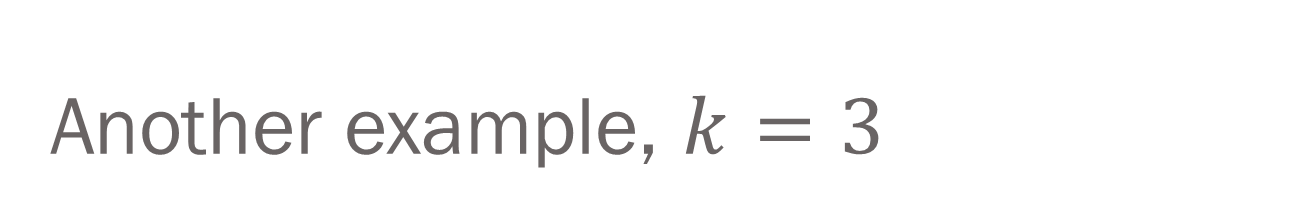 Another example, k = 3